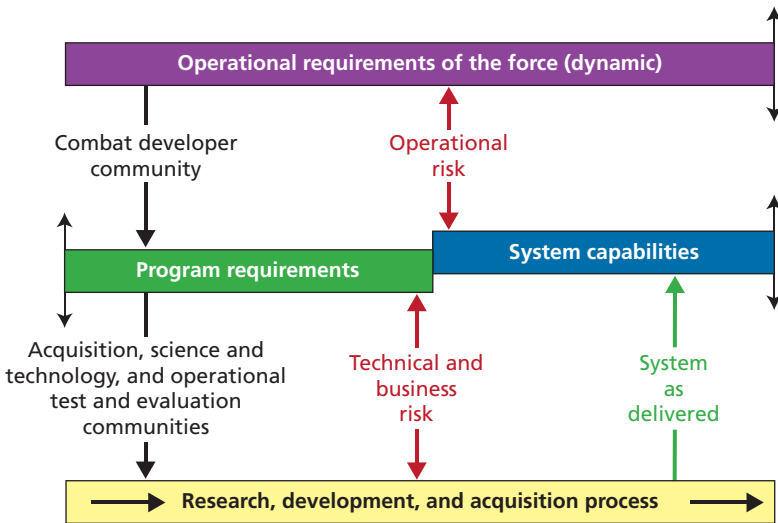 Operational requirements of the force (dynamic)
Combat developer
community
Operational
risk
Program requirements
System capabilities
Acquisition, science and
technology, and operational
test and evaluation
communities
Technical and
business
risk
System
as
delivered
Research, development, and acquisition process